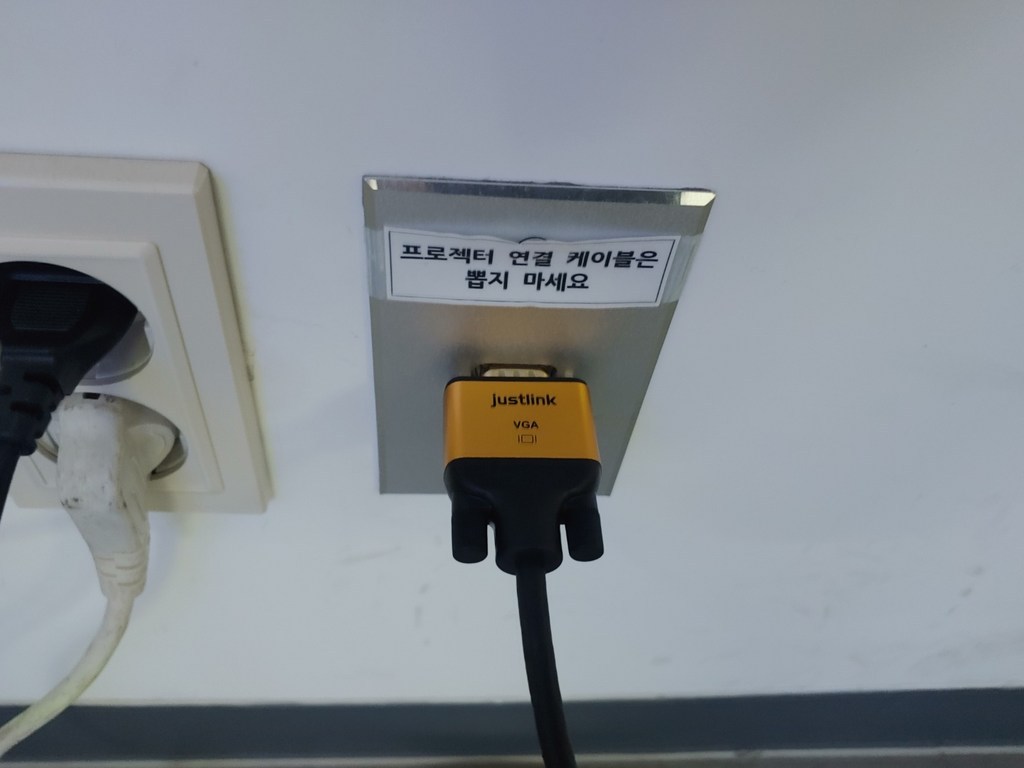 프로젝터 연결 케이블은
뽑지 마세요
justlink
VGA